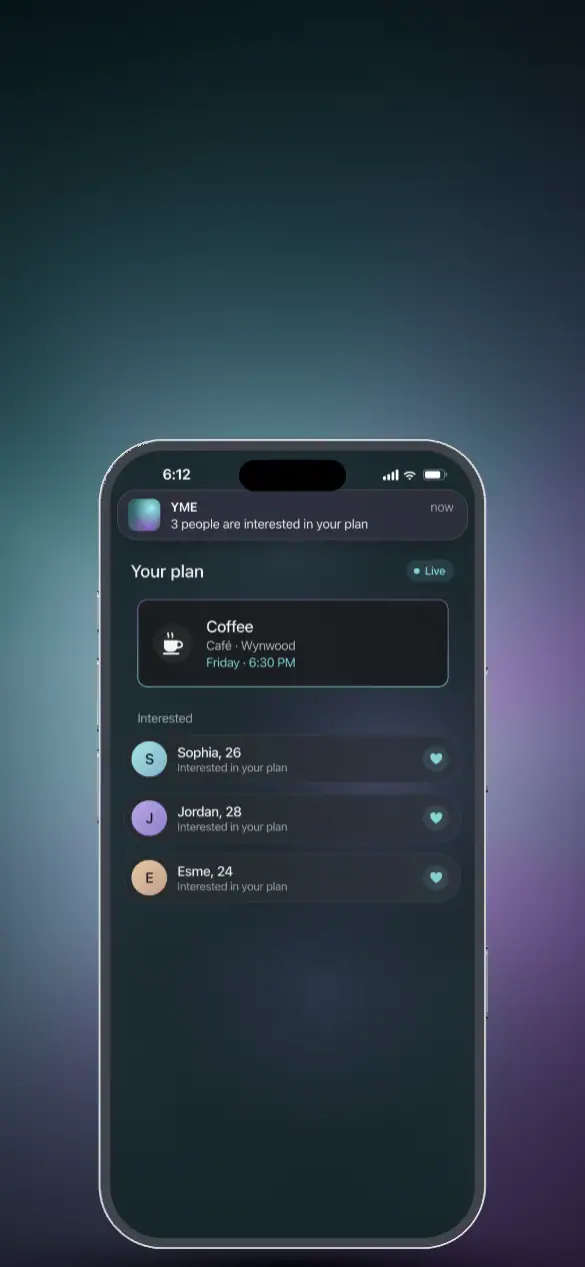 6:12
YME
now
3 people are interested in your plan
Your plan
Live
Coffee
Café · Wynwood
Friday · 6:30 PM
Interested
S
Sophia, 26
Interested in your plan
J
Jordan, 28
Interested in your plan
E
Esme, 24
Interested in your plan